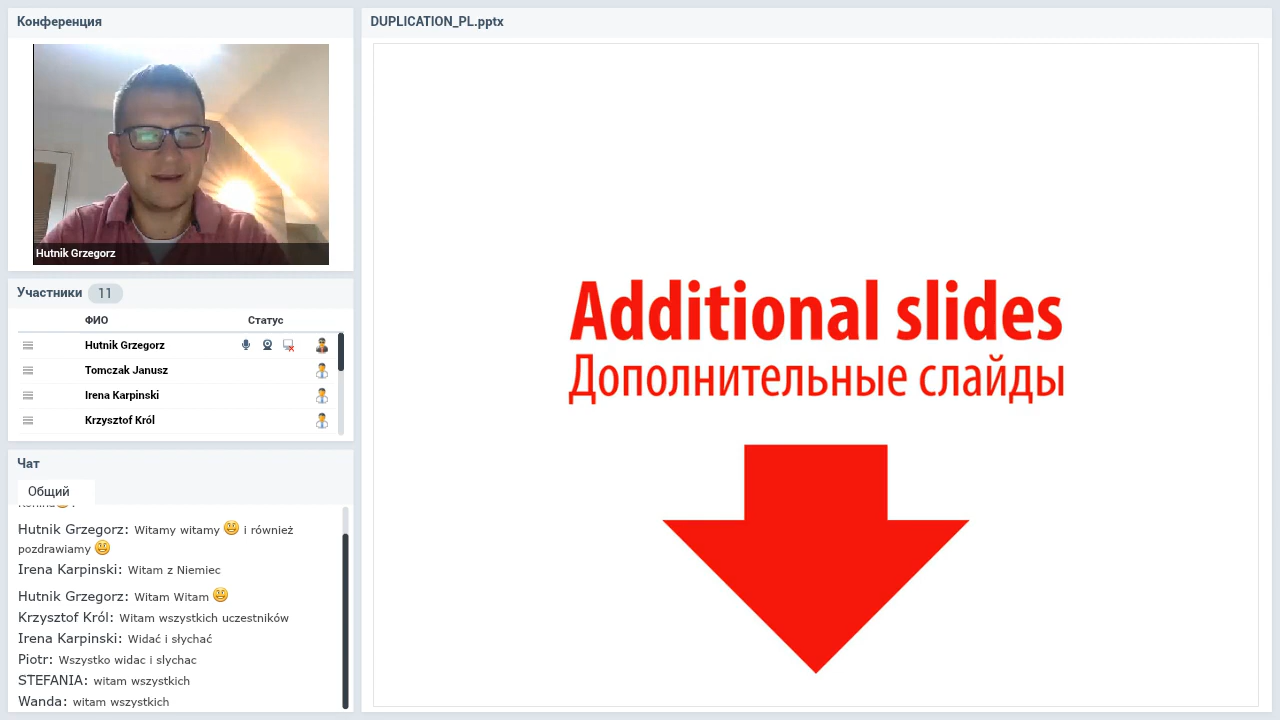 Конференция
Hutnik Grzegorz
Участники 11
ФИО Статус
Hutnik Grzegorz
Tomczak Janusz
Irena Karpinski
Krzysztof Król
Чат
Общий
Hutnik Grzegorz: Witamy witamy i również
pozdrawiamy
Irena Karpinski: Witam z Niemiec
Hutnik Grzegorz: Witam Witam
Krzysztof Król: Witam wszystkich uczestników
Irena Karpinski: Widać i słychać
Piotr: Wszystko widac i slychac
STEFANIA: witam wszystkich
Wanda: witam wszystkich
DUPLICATION_PL.pptx
Additional slides
Дополнительные слайды